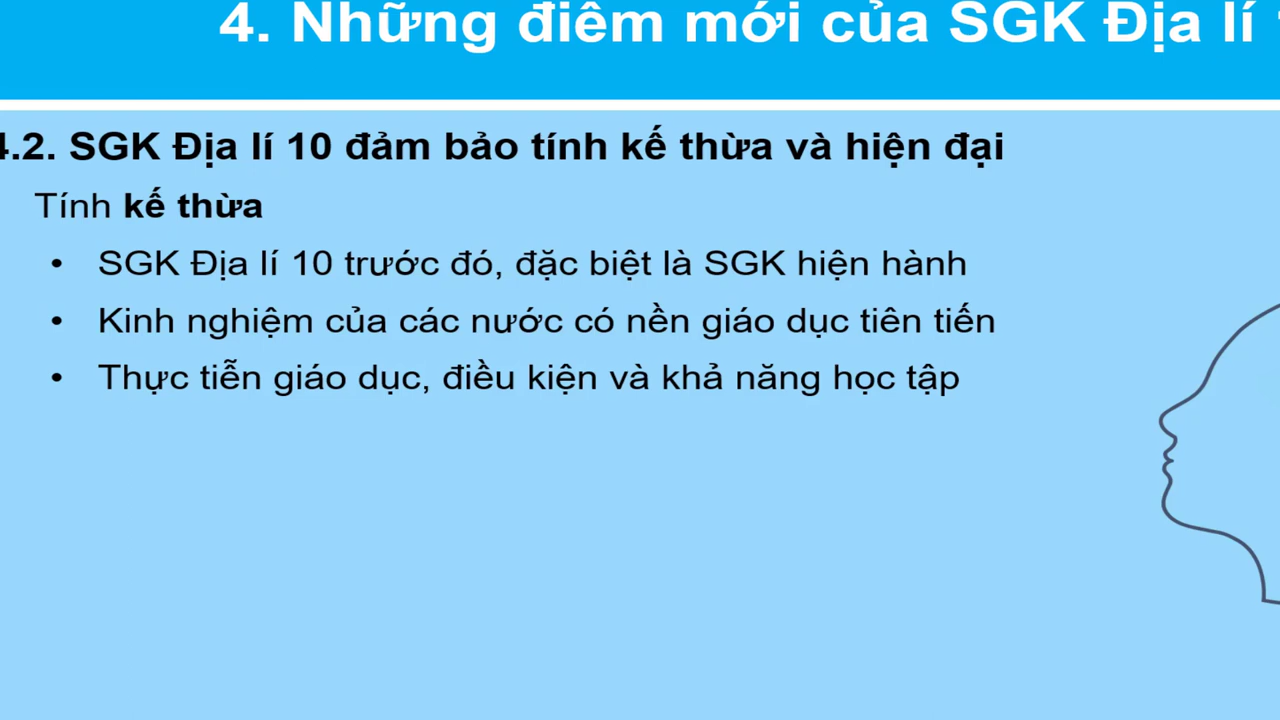 4. Những điểm mới của SGK Địa lí
4.2. SGK Địa lí 10 đảm bảo tính kế thừa và hiện đại
Tính kế thừa
• SGK Địa lí 10 trước đó, đặc biệt là SGK hiện hành
• Kinh nghiệm của các nước có nền giáo dục tiên tiến
• Thực tiễn giáo dục, điều kiện và khả năng học tập